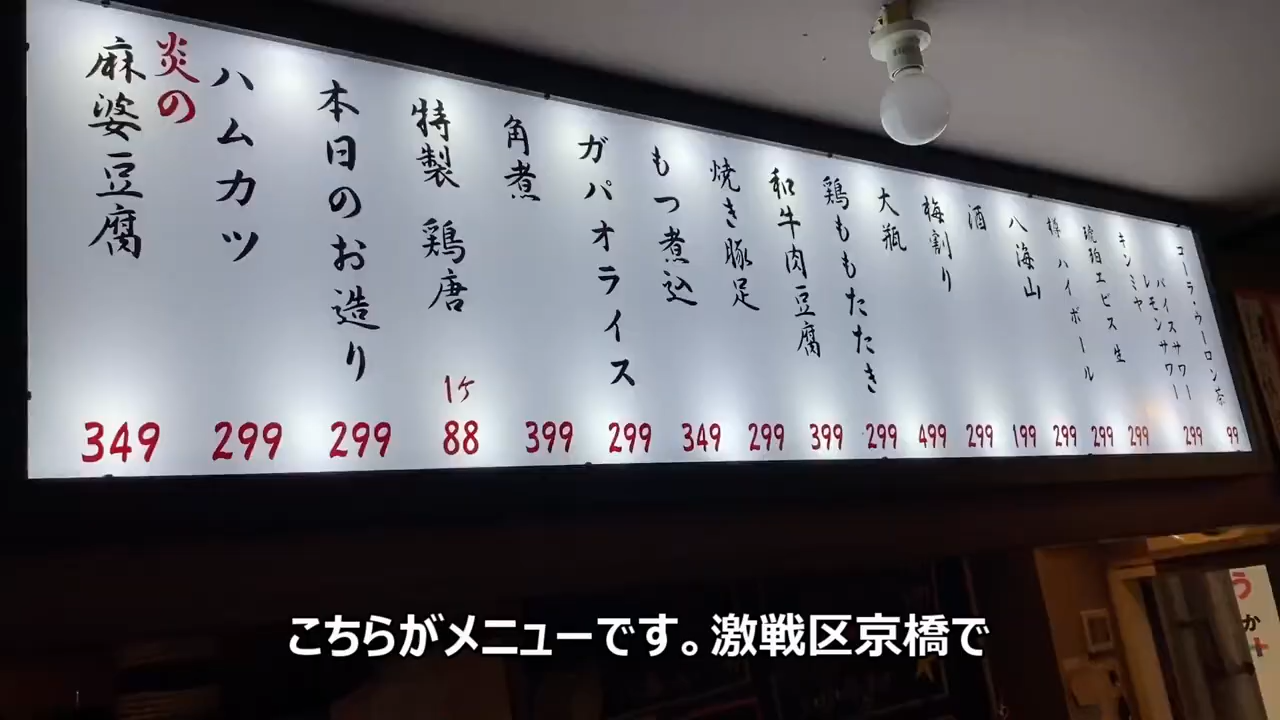 コーラ・ウーロン茶
99
キンミヤ
バイスサワー
レモンサワー
299
琥珀エビス 生
299
樽ハイボール
299
八海山
299
酒
199
梅割り
299
大瓶
499
鶏ももたたき
299
和牛肉豆腐
399
焼き豚足
299
もつ煮込
349
ガパオライス
299
角煮
399
特製 鶏唐
1ケ
88
本日のお造り
299
ハムカツ
299
炎の
麻婆豆腐
349
う
か
こちらがメニューです。激戦区京橋で